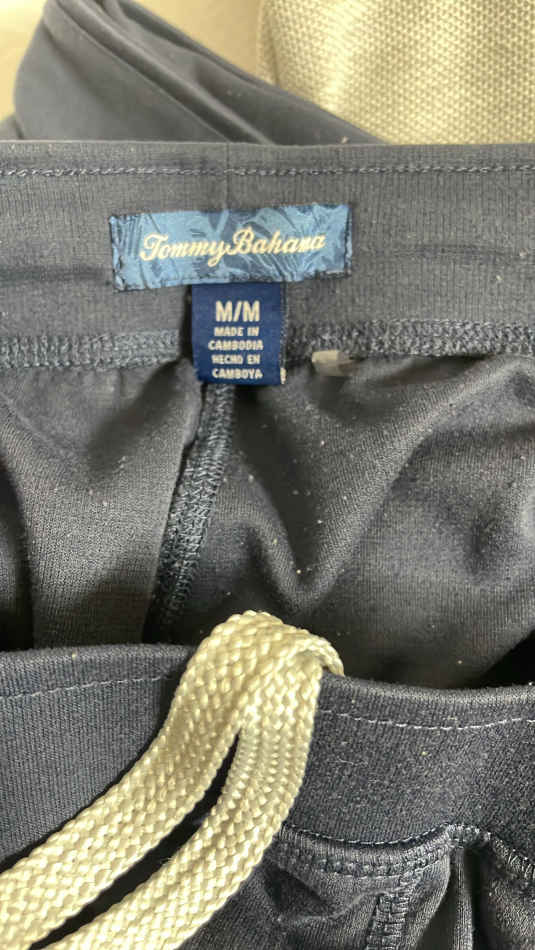 Tommy Bahama
M/M
MADE IN
CAMBODIA
HECHO EN
CAMBOYA